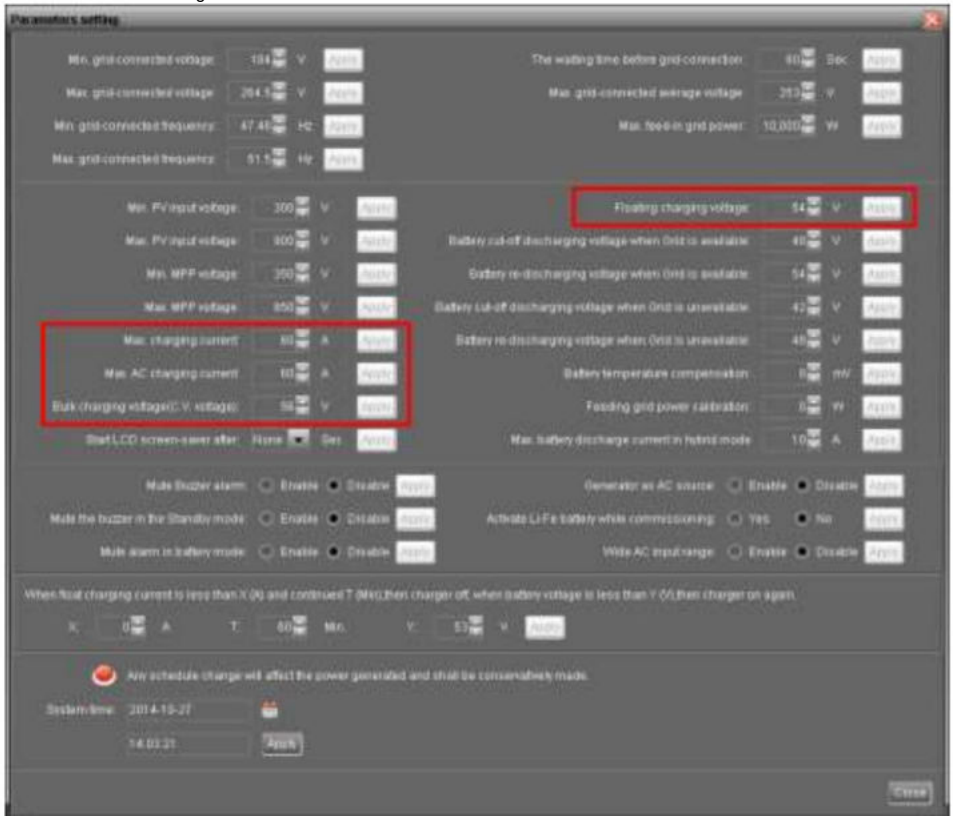 Parameters setting
Min. grid-connected voltage: 184 V Apply
The waiting time before grid-connection: 60 Sec. Apply
Max. grid-connected voltage: 264.5 V Apply
Max. grid-connected average voltage: 253 V Apply
Min. grid-connected frequency: 47.48 Hz Apply
Max. feed-in grid power: 10,000 W Apply
Max. grid-connected frequency: 51.5 Hz Apply
Min. PV input voltage: 300 V Apply
Floating charging voltage: 54 V Apply
Max. PV input voltage: 900 V Apply
Battery cut-off discharging voltage when Grid is available: 48 V Apply
Min. MPP voltage: 350 V Apply
Battery re-discharging voltage when Grid is available: 54 V Apply
Max. MPP voltage: 850 V Apply
Battery cut-off discharging voltage when Grid is unavailable: 42 V Apply
Max. charging current: 60 A Apply
Battery re-discharging voltage when Grid is unavailable: 48 V Apply
Max. AC charging current: 60 A Apply
Battery temperature compensation: 0 mV Apply
Bulk charging voltage(C.V. voltage): 56 V Apply
Feeding grid power calibration: 0 W Apply
Start LCD screen-saver after: None Sec. Apply
Max. battery discharge current in hybrid mode: 10 A Apply
Mute Buzzer alarm: Enable Disable Apply
Generator as AC source: Enable Disable Apply
Mute the buzzer in the Standby mode: Enable Disable Apply
Activate Li-Fe battery while commissioning: Yes No Apply
Mute alarm in battery mode: Enable Disable Apply
Wide AC input range: Enable Disable Apply
When float charging current is less than X (A) and continued T (Min),then charger off, when battery voltage is less than Y (V),then charger on again.
X: 0 A T: 60 Min. Y: 53 V Apply
Any schedule change will affect the power generated and shall be conservatively made.
System time: 2014-10-27
14:03:21 Apply
Close